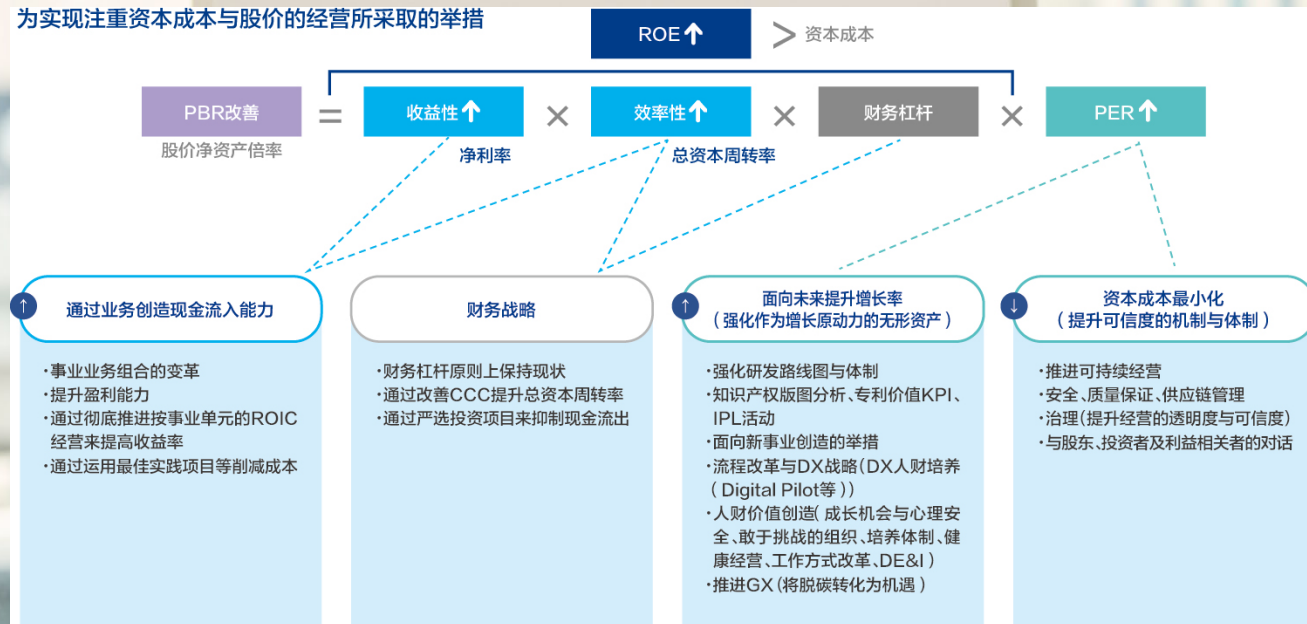 为实现注重资本成本与股价的经营所采取的举措
ROE↑
> 资本成本
PBR改善 = 收益性↑ × 效率性↑ × 财务杠杆 × PER↑
股价净资产倍率
净利率
总资本周转率
↑
通过业务创造现金流入能力
·事业业务组合的变革
·提升盈利能力
·通过彻底推进按事业单元的ROIC
经营来提高收益率
·通过运用最佳实践项目等削减成本
财务战略
·财务杠杆原则上保持现状
·通过改善CCC提升总资本周转率
·通过严选投资项目来抑制现金流出
↑
面向未来提升增长率
(强化作为增长原动力的无形资产)
·强化研发路线图与体制
·知识产权版图分析、专利价值KPI、
IPL活动
·面向新事业创造的举措
·流程改革与DX战略(DX人财培养
(Digital Pilot等))
·人财价值创造(成长机会与心理安
全、敢于挑战的组织、培养体制、健
康经营、工作方式改革、DE&I)
·推进GX(将脱碳转化为机遇)
↓
资本成本最小化
(提升可信度的机制与体制)
·推进可持续经营
·安全、质量保证、供应链管理
·治理(提升经营的透明度与可信度)
·与股东、投资者及利益相关者的对话